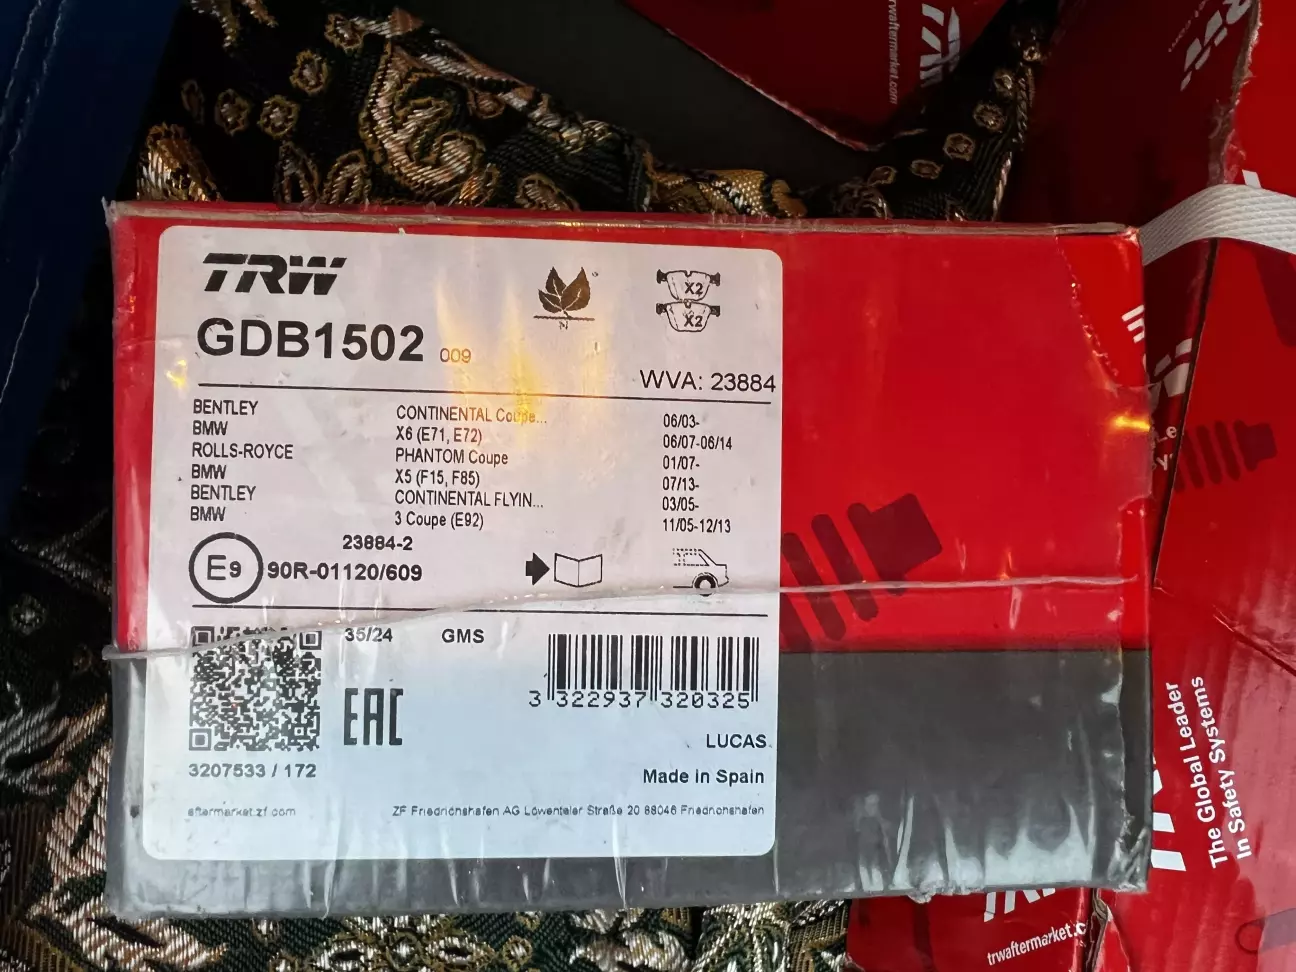 TRW
GDB1502 009
X2
X2
WVA: 23884
BENTLEY CONTINENTAL Coupe... 06/03-
BMW X6 (E71, E72) 06/07-06/14
ROLLS-ROYCE PHANTOM Coupe 01/07-
BMW X5 (F15, F85) 07/13-
BENTLEY CONTINENTAL FLYIN... 03/05-
BMW 3 Coupe (E92) 11/05-12/13
23884-2
E9 90R-01120/609
35/24 GMS
EAC
3 322937 320325
LUCAS
3207533 / 172
Made in Spain
aftermarket.zf.com ZF Friedrichshafen AG Löwentaler Straße 20 88046 Friedrichshafen
The Global Leader
in Safety Systems
trwaftermarket.c
rwaftermarket.com